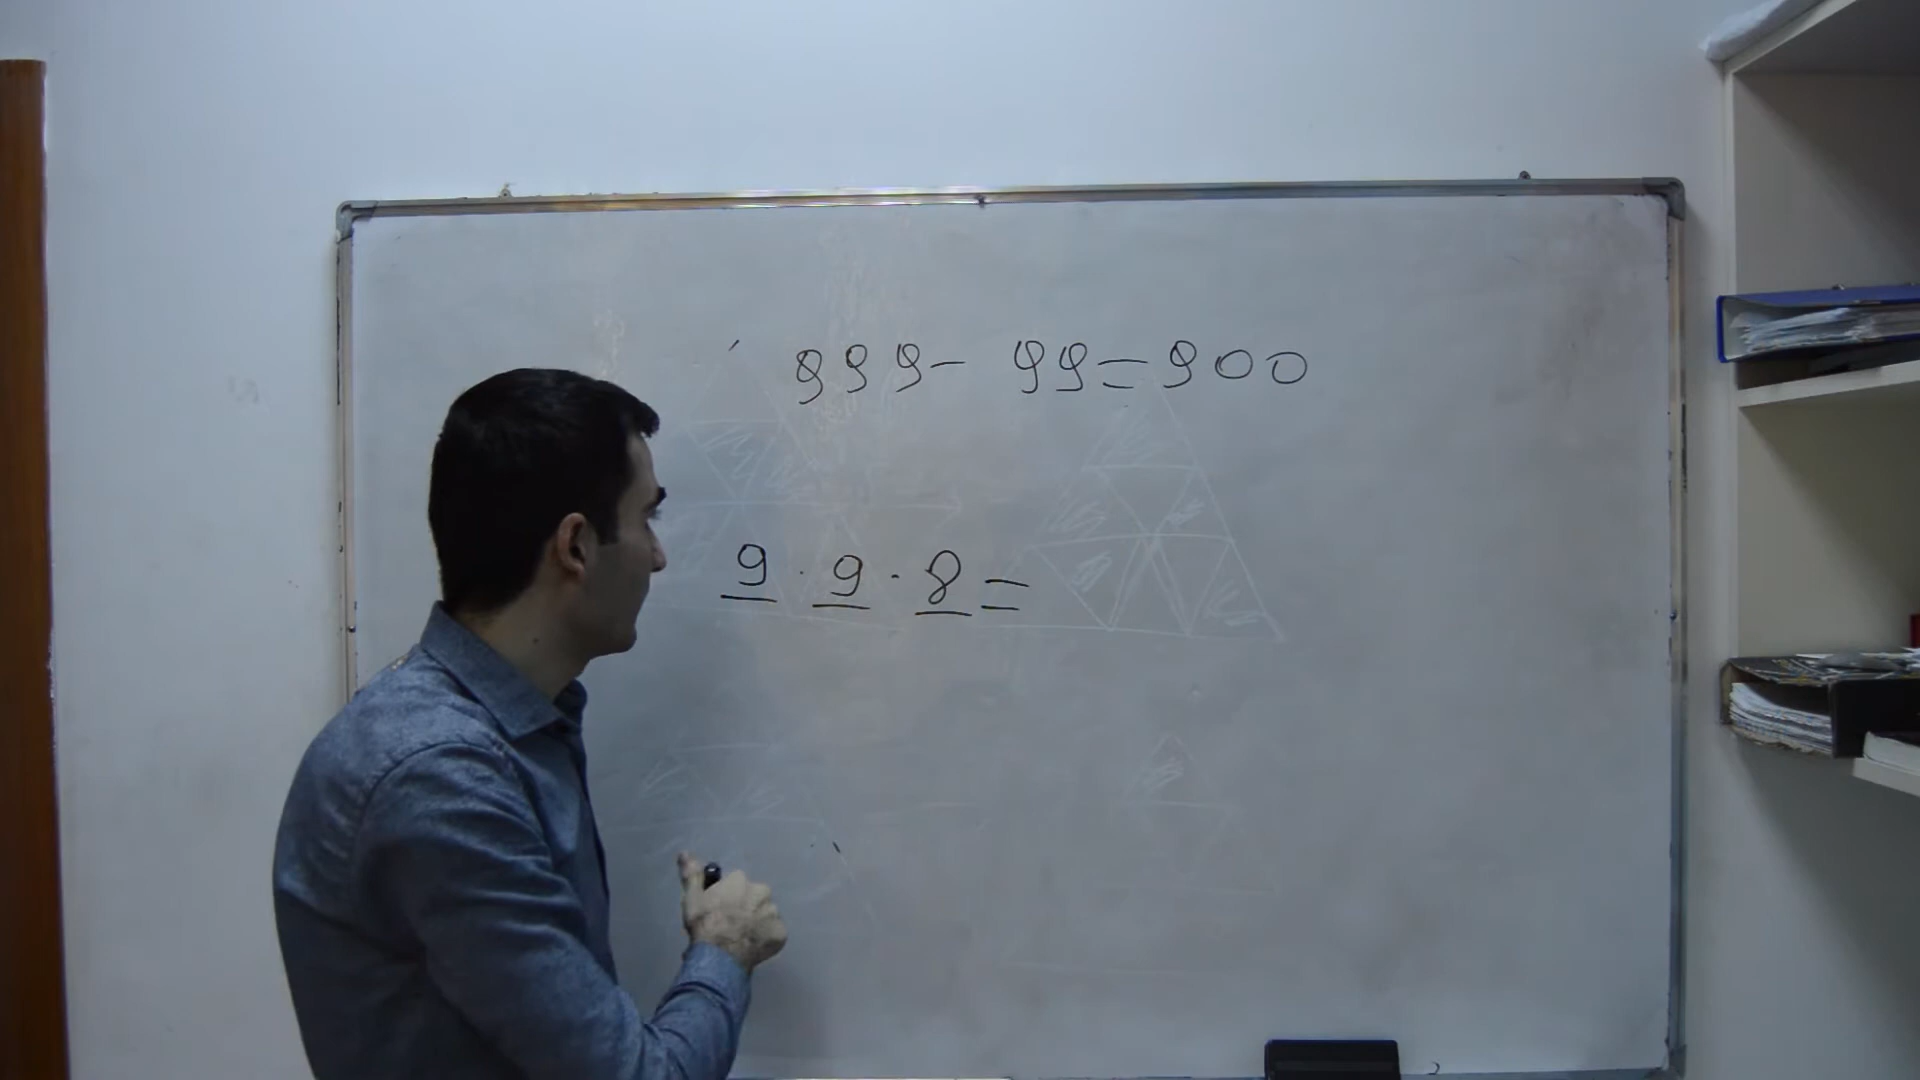 999 - 99 = 900
9 · 9 · 8 =